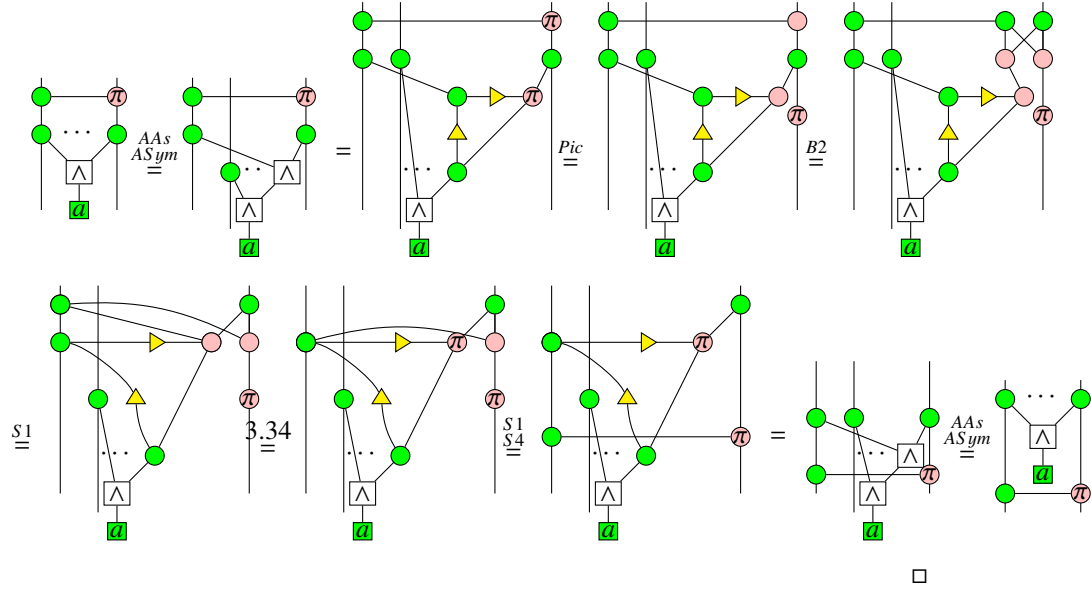 π
π π π
π
⋯ AAs
ASym = = Pic = B2 =
∧ ⋯ ∧ ⋯ ⋯ ⋯
a ∧ ∧ ∧ ∧
a a a a
π π
π π
S1 = 3.34 = S1
S4 = π = AAs
ASym = ⋯
⋯ ⋯ ⋯ ⋯ ∧ ∧
π a
∧ ∧ ∧ ∧ π
a a a a
□